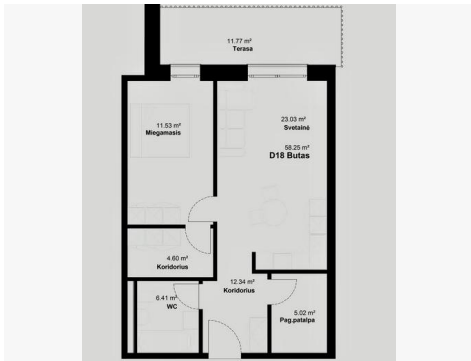 11.77 m²
Terasa
11.53 m²
Miegamasis
23.03 m²
Svetainė
58.25 m²
D18 Butas
4.60 m²
Koridorius
12.34 m²
Koridorius
6.41 m²
WC
5.02 m²
Pag.patalpa